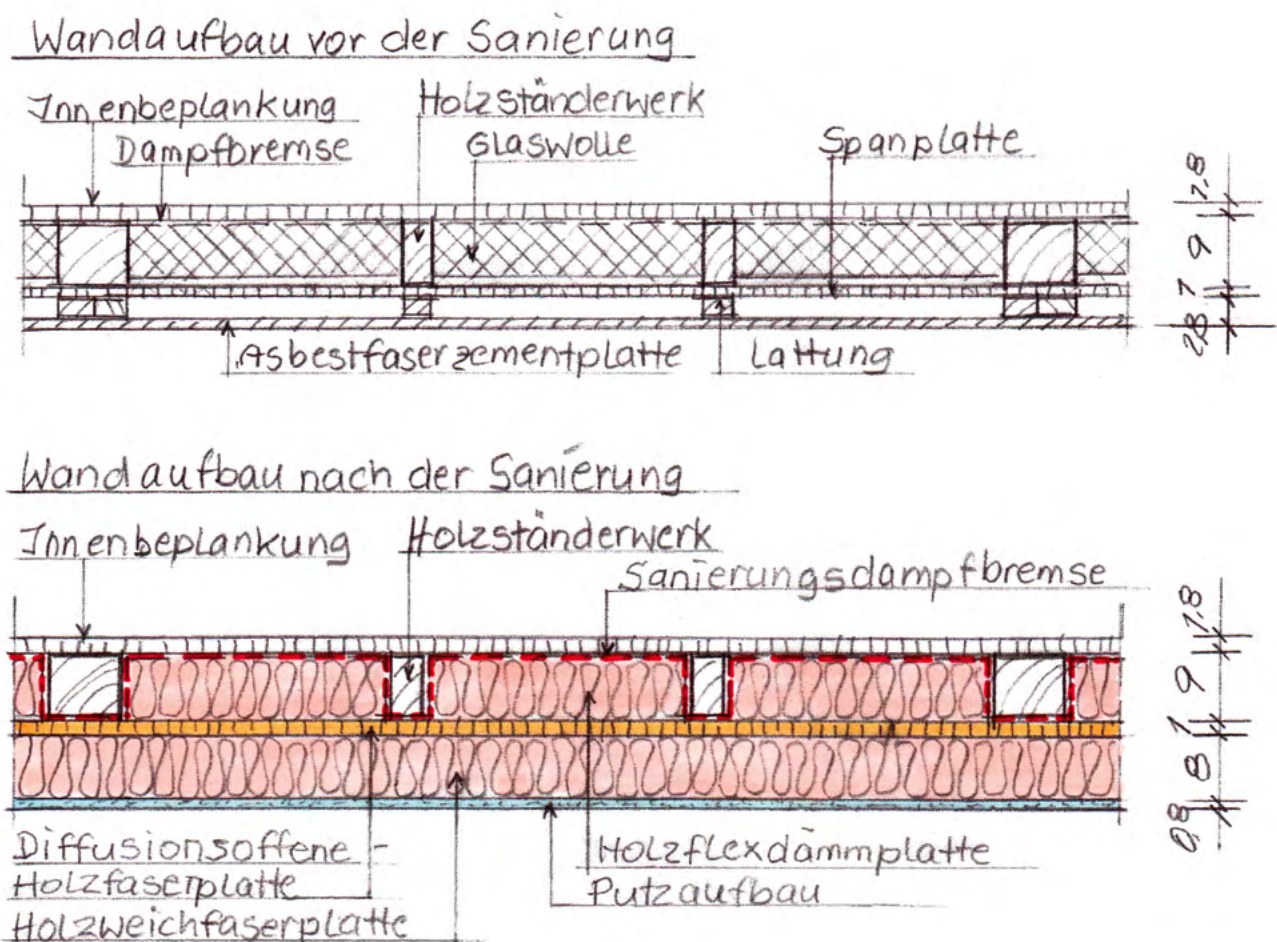 Wandaufbau vor der Sanierung
Innenbeplankung
Holzständerwerk
Dampfbremse
Glaswolle
Spanplatte
1,8
9
1
2,8
Asbestfaserzementplatte
Lattung
Wandaufbau nach der Sanierung
Innenbeplankung
Holzständerwerk
Sanierungsdampfbremse
1,8
9
1
8
0,8
Diffusionsoffene -
Holzfaserplatte
Holzweichfaserplatte
Holzflexdämmplatte
Putzaufbau